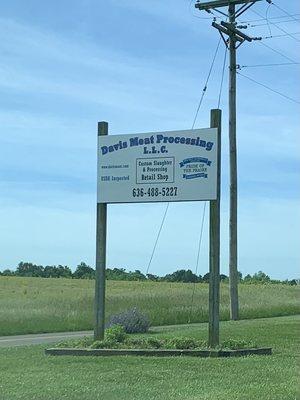 Davis Meat Processing
L.L.C.
Custom Slaughter
& Processing
Retail Shop
USDA Inspected
PRIDE OF
THE PRAIRIE
636-488-5227